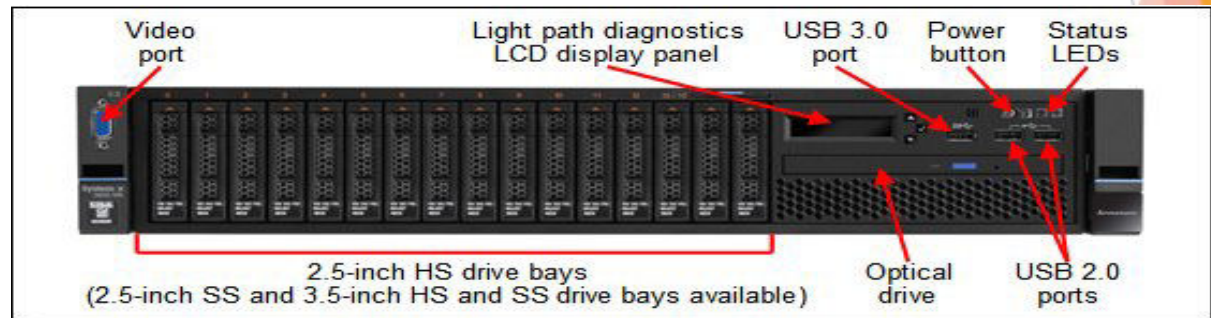 Video
port
Light path diagnostics
LCD display panel
USB 3.0
port
Power
button
Status
LEDs
2.5-inch HS drive bays
(2.5-inch SS and 3.5-inch HS and SS drive bays available)
Optical
drive
USB 2.0
ports